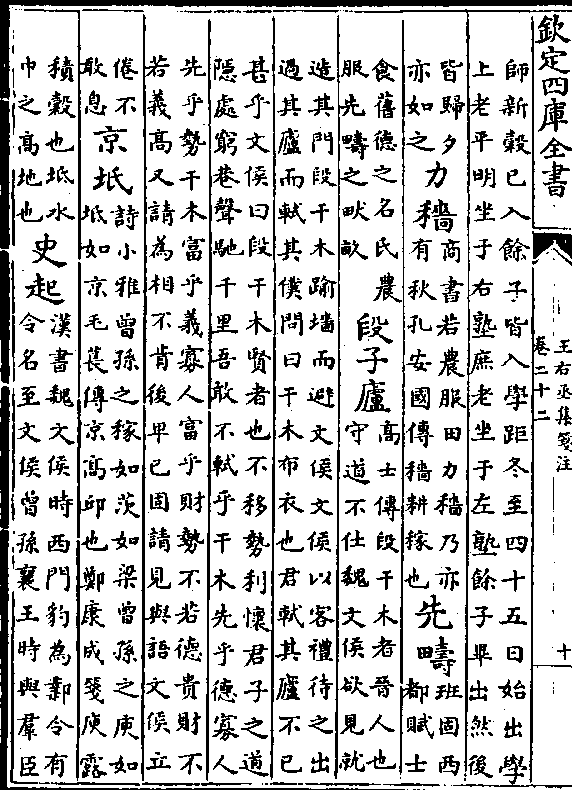 欽定四庫全書
王右丞集箋注
卷二十二
十
師新穀已入餘子皆入學距冬至四十五日始出學
上老平明坐于右塾庶老坐于左塾餘子畢出然後
皆歸夕
亦如之
力穡
商書若農服田力穡乃亦
有秋孔安國傳穡耕稼也
先疇
班固西
都賦士
食舊德之名氏農
服先疇之畎畝
段子廬
高士傳段干木者晉人也
守道不仕魏文侯欲見就
造其門段干木踰墻而避文侯文侯以客禮待之出
過其廬而軾其僕問曰干木布衣也君軾其廬不已
甚乎文侯曰段干木賢者也不移勢利懷君子之道
隱處窮巷聲馳千里吾敢不軾乎干木先乎德寡人
先乎勢干木富乎義寡人富乎財勢不若德貴財不
若義高又請為相不肯後卑已固請見與語文侯立
倦不
敢息
京坻
詩小雅曾孫之稼如茨如梁曾孫之庾如
坻如京毛萇傳京高邱也鄭康成箋庾露
積穀也坻水
巾之高地也
史起
漢書魏文侯時西門豹為鄴令有
令名至文侯曾孫襄王時與羣臣